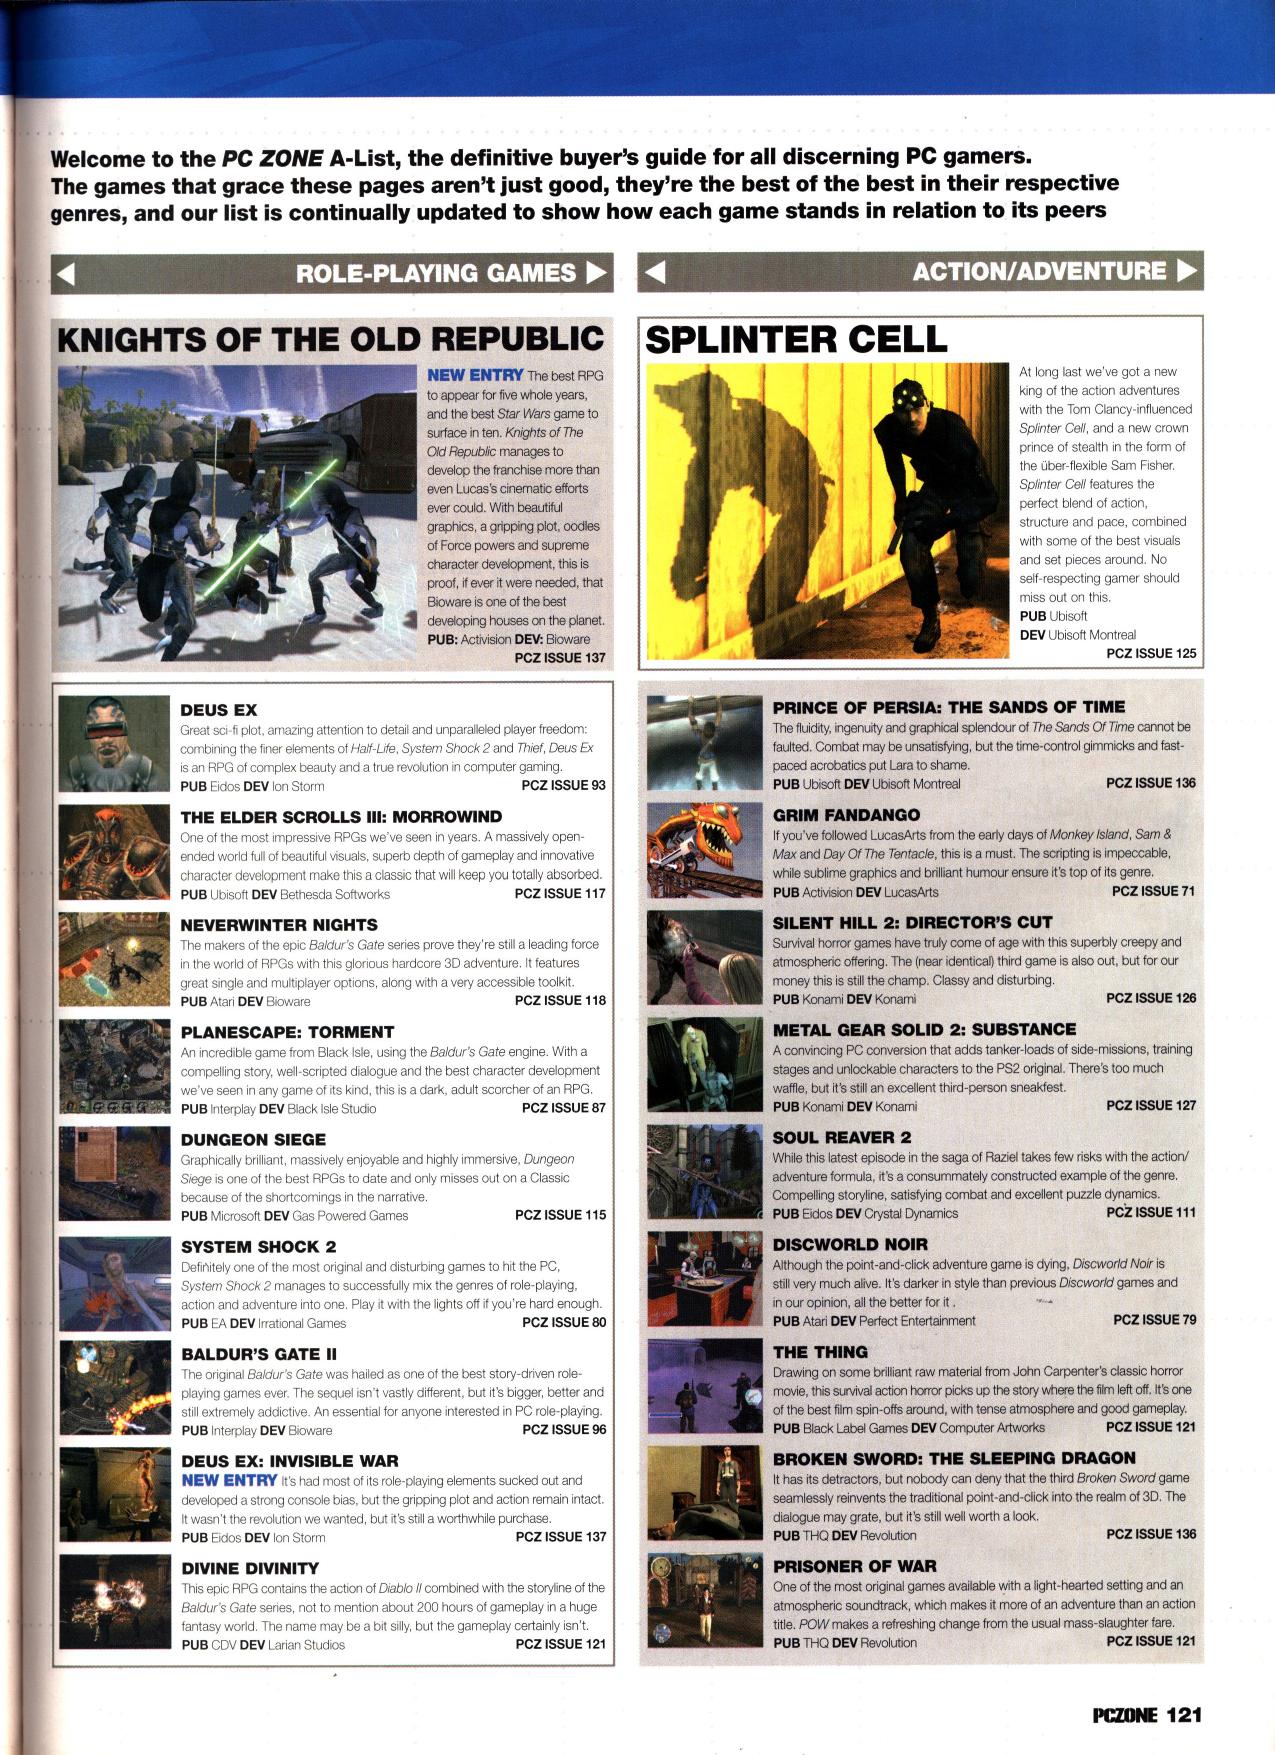 Welcome to the PC ZONE A-List, the definitive buyer's guide for all discerning PC gamers.
The games that grace these pages aren't just good, they're the best of the best in their respective
genres, and our list is continually updated to show how each game stands in relation to its peers
ROLE-PLAYING GAMES
KNIGHTS OF THE OLD REPUBLIC
NEW ENTRY The best RPG
to appear for five whole years,
and the best Star Wars game to
surface in ten. Knights of The
Old Republic manages to
develop the franchise more than
even Lucas's cinematic efforts
ever could. With beautiful
graphics, a gripping plot, oodles
of Force powers and supreme
character development, this is
proof, if ever it were needed, that
Bioware is one of the best
developing houses on the planet.
PUB: Activision DEV: Bioware
PCZ ISSUE 137
DEUS EX
Great sci-fi plot, amazing attention to detail and unparalleled player freedom:
combining the finer elements of Half-Life, System Shock 2 and Thief, Deus Ex
is an RPG of complex beauty and a true revolution in computer gaming.
PUB Eidos DEV Ion Storm PCZ ISSUE 93
THE ELDER SCROLLS III: MORROWIND
One of the most impressive RPGs we've seen in years. A massively open-
ended world full of beautiful visuals, superb depth of gameplay and innovative
character development make this a classic that will keep you totally absorbed.
PUB Ubisoft DEV Bethesda Softworks PCZ ISSUE 117
NEVERWINTER NIGHTS
The makers of the epic Baldur's Gate series prove they're still a leading force
in the world of RPGs with this glorious hardcore 3D adventure. It features
great single and multiplayer options, along with a very accessible toolkit.
PUB Atari DEV Bioware PCZ ISSUE 118
PLANESCAPE: TORMENT
An incredible game from Black Isle, using the Baldur's Gate engine. With a
compelling story, well-scripted dialogue and the best character development
we've seen in any game of its kind, this is a dark, adult scorcher of an RPG.
PUB Interplay DEV Black Isle Studio PCZ ISSUE 87
DUNGEON SIEGE
Graphically brilliant, massively enjoyable and highly immersive, Dungeon
Siege is one of the best RPGs to date and only misses out on a Classic
because of the shortcomings in the narrative.
PUB Microsoft DEV Gas Powered Games PCZ ISSUE 115
SYSTEM SHOCK 2
Definitely one of the most original and disturbing games to hit the PC,
System Shock 2 manages to successfully mix the genres of role-playing,
action and adventure into one. Play it with the lights off if you're hard enough.
PUB EA DEV Irrational Games PCZ ISSUE 80
BALDUR'S GATE II
The original Baldur's Gate was hailed as one of the best story-driven role-
playing games ever. The sequel isn't vastly different, but it's bigger, better and
still extremely addictive. An essential for anyone interested in PC role-playing.
PUB Interplay DEV Bioware PCZ ISSUE 96
DEUS EX: INVISIBLE WAR
NEW ENTRY It's had most of its role-playing elements sucked out and
developed a strong console bias, but the gripping plot and action remain intact.
It wasn't the revolution we wanted, but it's still a worthwhile purchase.
PUB Eidos DEV Ion Storm PCZ ISSUE 137
DIVINE DIVINITY
This epic RPG contains the action of Diablo II combined with the storyline of the
Baldur's Gate series, not to mention about 200 hours of gameplay in a huge
fantasy world. The name may be a bit silly, but the gameplay certainly isn't.
PUB CDV DEV Larian Studios PCZ ISSUE 121
ACTION/ADVENTURE
SPLINTER CELL
At long last we've got a new
king of the action adventures
with the Tom Clancy-influenced
Splinter Cell, and a new crown
prince of stealth in the form of
the über-flexible Sam Fisher.
Splinter Cell features the
perfect blend of action,
structure and pace, combined
with some of the best visuals
and set pieces around. No
self-respecting gamer should
miss out on this.
PUB Ubisoft
DEV Ubisoft Montreal
PCZ ISSUE 125
PRINCE OF PERSIA: THE SANDS OF TIME
The fluidity, ingenuity and graphical splendour of The Sands Of Time cannot be
faulted. Combat may be unsatisfying, but the time-control gimmicks and fast-
paced acrobatics put Lara to shame.
PUB Ubisoft DEV Ubisoft Montreal PCZ ISSUE 136
GRIM FANDANGO
If you've followed LucasArts from the early days of Monkey Island, Sam &
Max and Day Of The Tentacle, this is a must. The scripting is impeccable,
while sublime graphics and brilliant humour ensure it's top of its genre.
PUB Activision DEV LucasArts PCZ ISSUE 71
SILENT HILL 2: DIRECTOR'S CUT
Survival horror games have truly come of age with this superbly creepy and
atmospheric offering. The (near identical) third game is also out, but for our
money this is still the champ. Classy and disturbing.
PUB Konami DEV Konami PCZ ISSUE 126
METAL GEAR SOLID 2: SUBSTANCE
A convincing PC conversion that adds tanker-loads of side-missions, training
stages and unlockable characters to the PS2 original. There's too much
waffle, but it's still an excellent third-person sneakfest.
PUB Konami DEV Konami PCZ ISSUE 127
SOUL REAVER 2
While this latest episode in the saga of Raziel takes few risks with the action/
adventure formula, it's a consummately constructed example of the genre.
Compelling storyline, satisfying combat and excellent puzzle dynamics.
PUB Eidos DEV Crystal Dynamics PCZ ISSUE 111
DISCWORLD NOIR
Although the point-and-click adventure game is dying, Discworld Noir is
still very much alive. It's darker in style than previous Discworld games and
in our opinion, all the better for it .
PUB Atari DEV Perfect Entertainment PCZ ISSUE 79
THE THING
Drawing on some brilliant raw material from John Carpenter's classic horror
movie, this survival action horror picks up the story where the film left off. It's one
of the best film spin-offs around, with tense atmosphere and good gameplay.
PUB Black Label Games DEV Computer Artworks PCZ ISSUE 121
BROKEN SWORD: THE SLEEPING DRAGON
It has its detractors, but nobody can deny that the third Broken Sword game
seamlessly reinvents the traditional point-and-click into the realm of 3D. The
dialogue may grate, but it's still well worth a look.
PUB THQ DEV Revolution PCZ ISSUE 136
PRISONER OF WAR
One of the most original games available with a light-hearted setting and an
atmospheric soundtrack, which makes it more of an adventure than an action
title. POW makes a refreshing change from the usual mass-slaughter fare.
PUB THQ DEV Revolution PCZ ISSUE 121
PCZONE 121